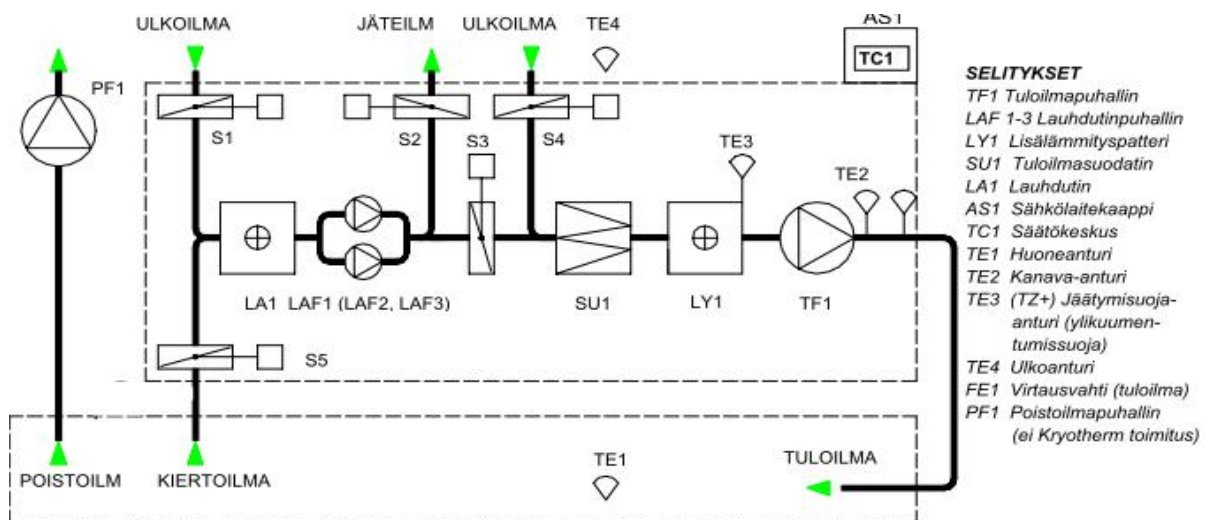 ULKOILMA
JÄTEILM
ULKOILMA
TE4
AS1
TC1
PF1
S1
S2
S3
S4
TE3
TE2
LA1
LAF1 (LAF2, LAF3)
SU1
LY1
TF1
S5
POISTOILM
KIERTOILMA
TE1
TULOILMA
SELITYKSET
TF1 Tuloilmapuhallin
LAF 1-3 Lauhdutinpuhallin
LY1 Lisälämmityspatteri
SU1 Tuloilmasuodatin
LA1 Lauhdutin
AS1 Sähkölaitekaappi
TC1 Säätökeskus
TE1 Huoneanturi
TE2 Kanava-anturi
TE3 (TZ+) Jäätymisuoja-
anturi (ylikuumen-
tumissuoja)
TE4 Ulkoanturi
FE1 Virtausvahti (tuloilma)
PF1 Poistoilmapuhallin
(ei Kryotherm toimitus)